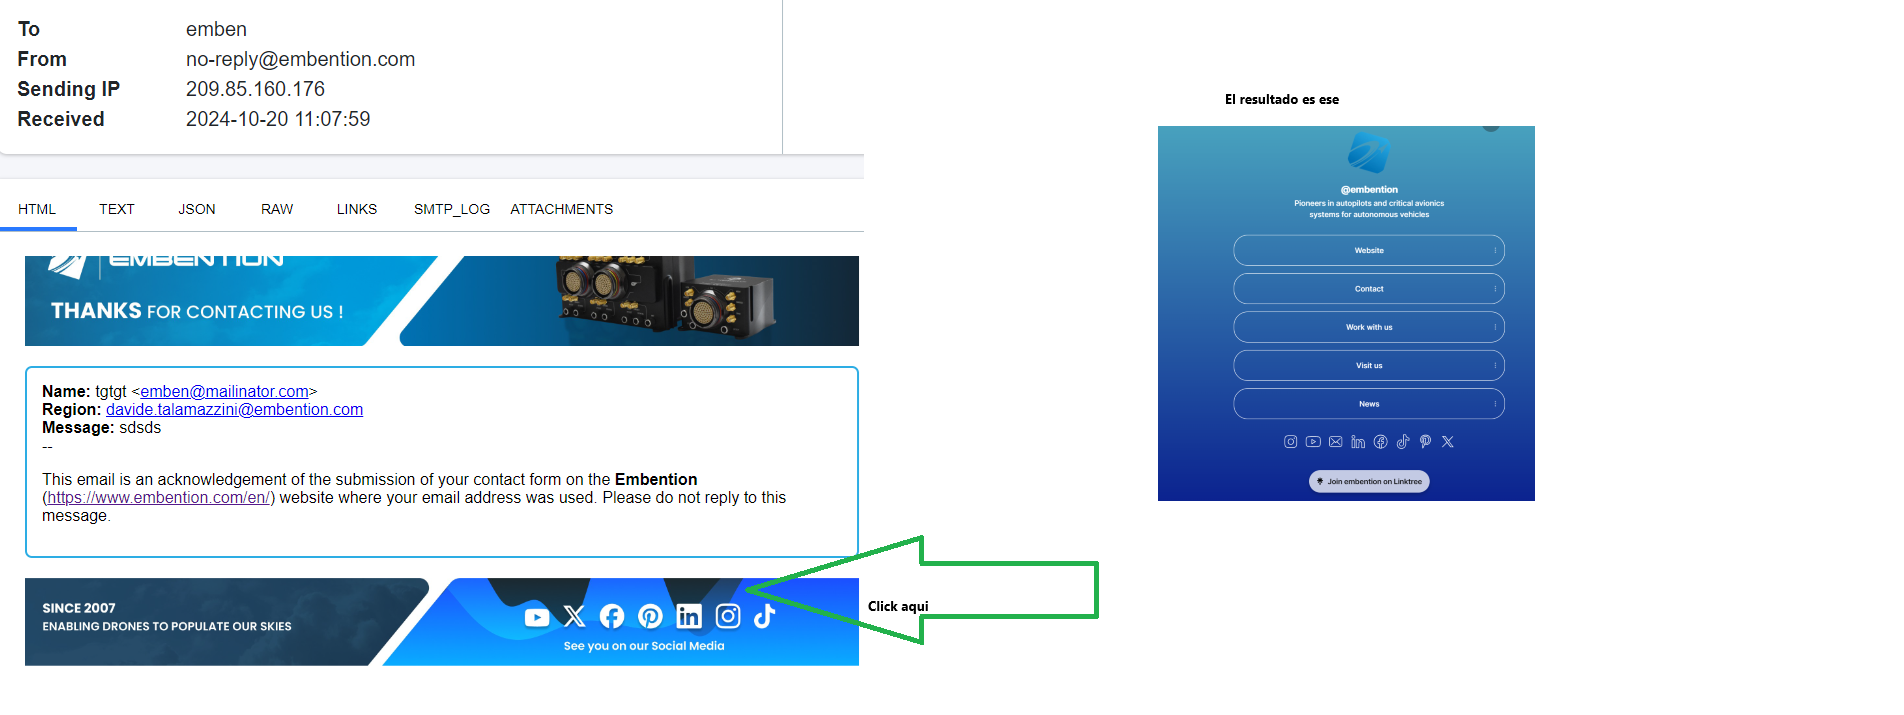 To emben
From no-reply@embention.com
Sending IP 209.85.160.176
Received 2024-10-20 11:07:59
HTML TEXT JSON RAW LINKS SMTP_LOG ATTACHMENTS
EMBENTION
THANKS FOR CONTACTING US !
Name: tgtgt <emben@mailinator.com>
Region: davide.talamazzini@embention.com
Message: sdsds
--
This email is an acknowledgement of the submission of your contact form on the Embention
(https://www.embention.com/en/) website where your email address was used. Please do not reply to this
message.
SINCE 2007
ENABLING DRONES TO POPULATE OUR SKIES
See you on our Social Media
Click aqui
El resultado es ese
@embention
Pioneers in autopilots and critical avionics
systems for autonomous vehicles
Website
Contact
Work with us
Visit us
News
Join embention on Linktree